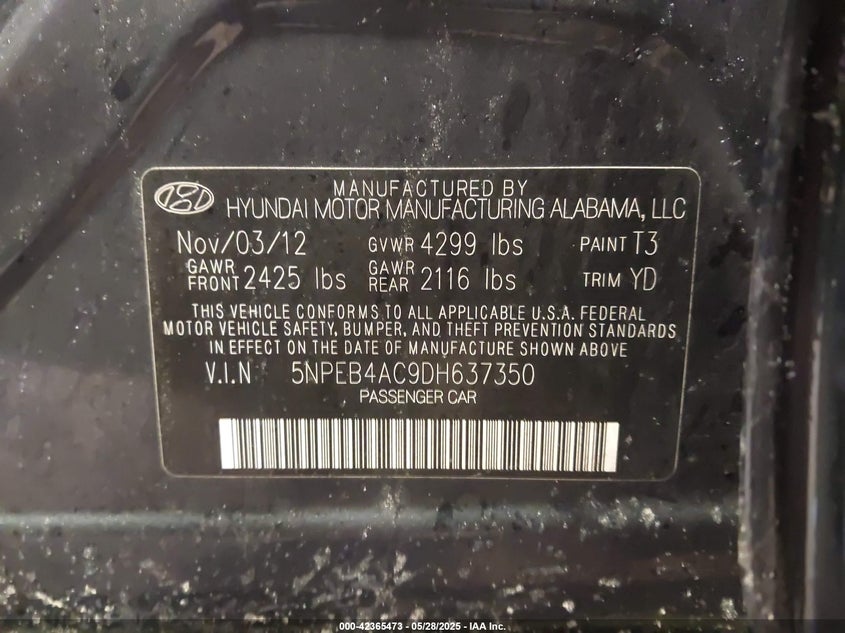 MANUFACTURED BY
HYUNDAI MOTOR MANUFACTURING ALABAMA, LLC
Nov/03/12 GVWR 4299 lbs PAINT T3
GAWR FRONT 2425 lbs GAWR REAR 2116 lbs TRIM YD
THIS VEHICLE CONFORMS TO ALL APPLICABLE U.S.A. FEDERAL
MOTOR VEHICLE SAFETY, BUMPER, AND THEFT PREVENTION STANDARDS
IN EFFECT ON THE DATE OF MANUFACTURE SHOWN ABOVE
V.I.N 5NPEB4AC9DH637350
PASSENGER CAR
000-42365473 - 05/28/2025 - IAA Inc.